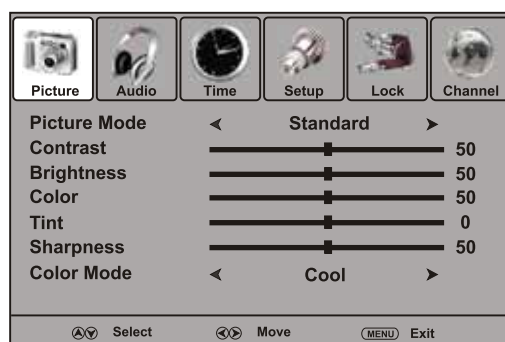 Picture Audio Time Setup Lock Channel
Picture Mode Standard
Contrast 50
Brightness 50
Color 50
Tint 0
Sharpness 50
Color Mode Cool
Select Move MENU Exit